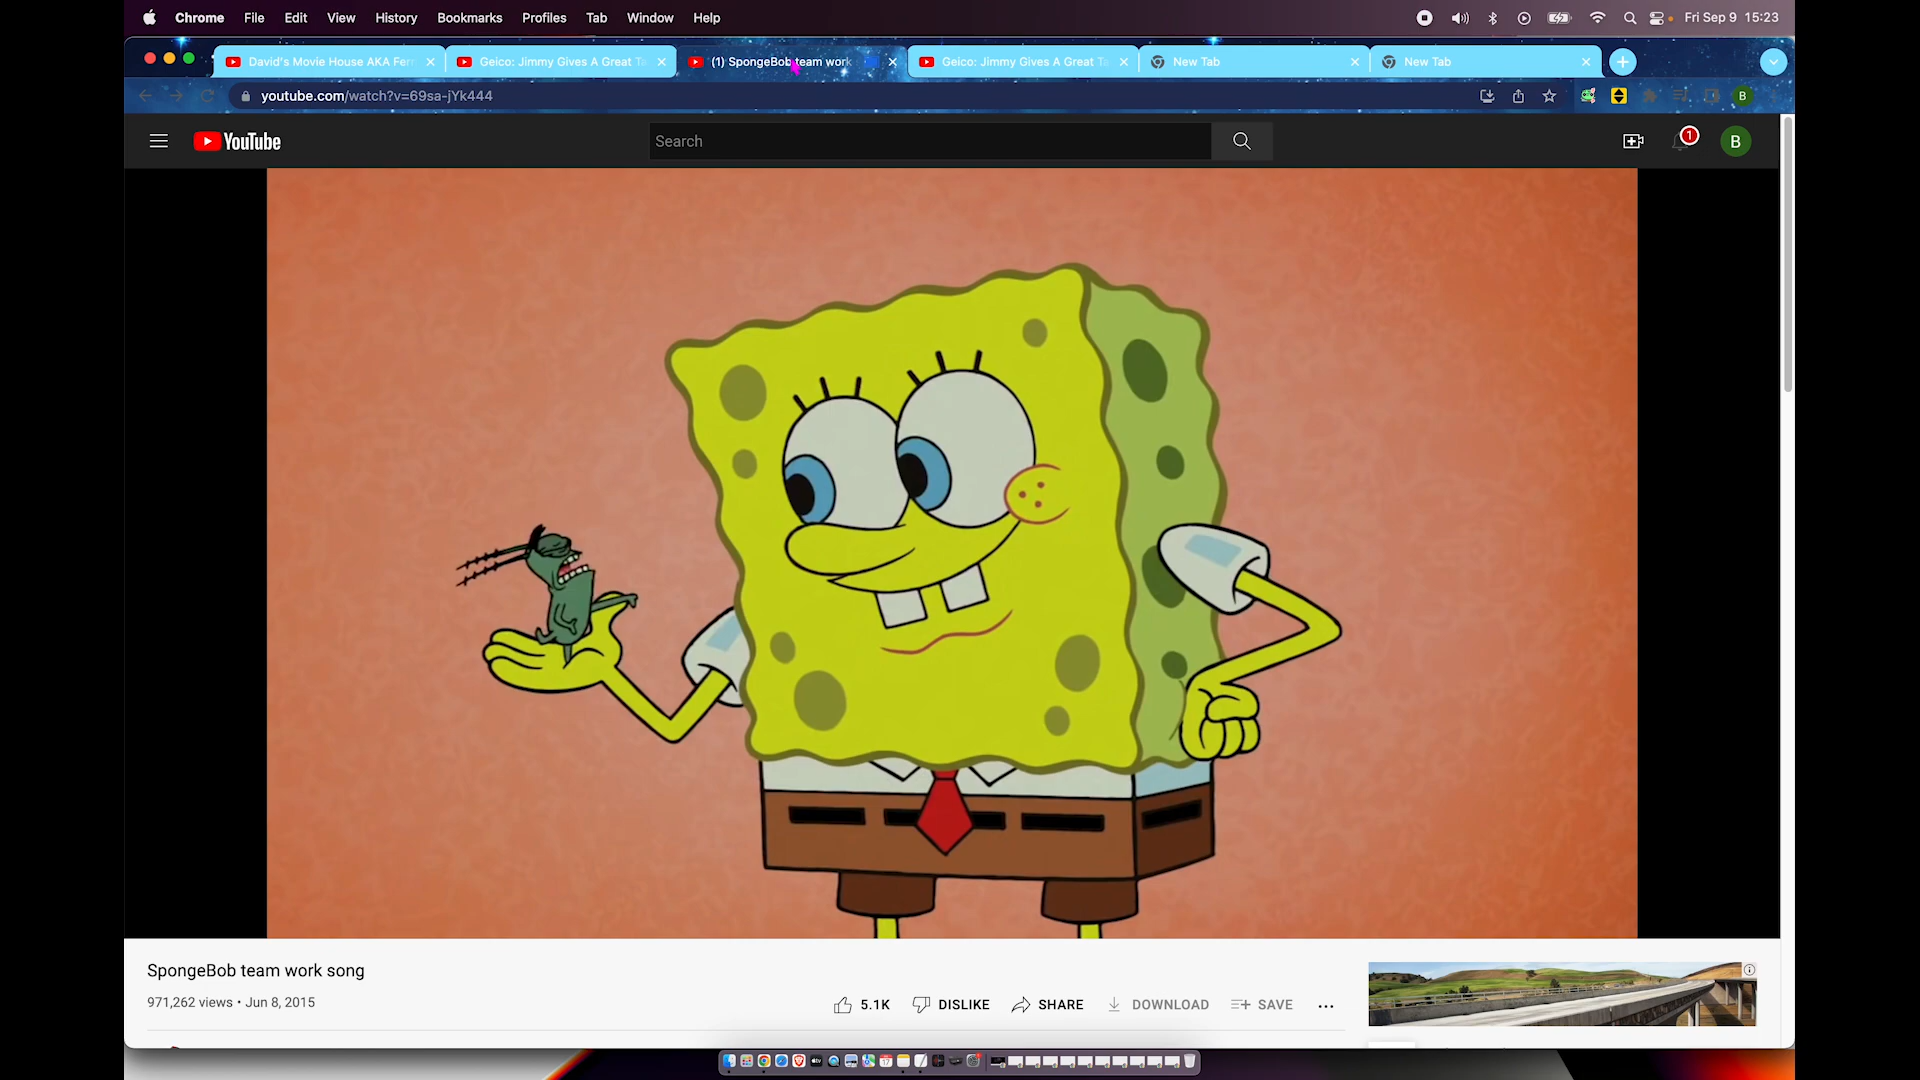 Chrome File Edit View History Bookmarks Profiles Tab Window Help Fri Sep 9 15:23
David's Movie House AKA Ferr Geico: Jimmy Gives A Great Ta (1) SpongeBob team work Geico: Jimmy Gives A Great Ta New Tab New Tab
youtube.com/watch?v=69sa-jYk444 B
YouTube Search 1 B
SpongeBob team work song
971,262 views • Jun 8, 2015 5.1K DISLIKE SHARE DOWNLOAD SAVE